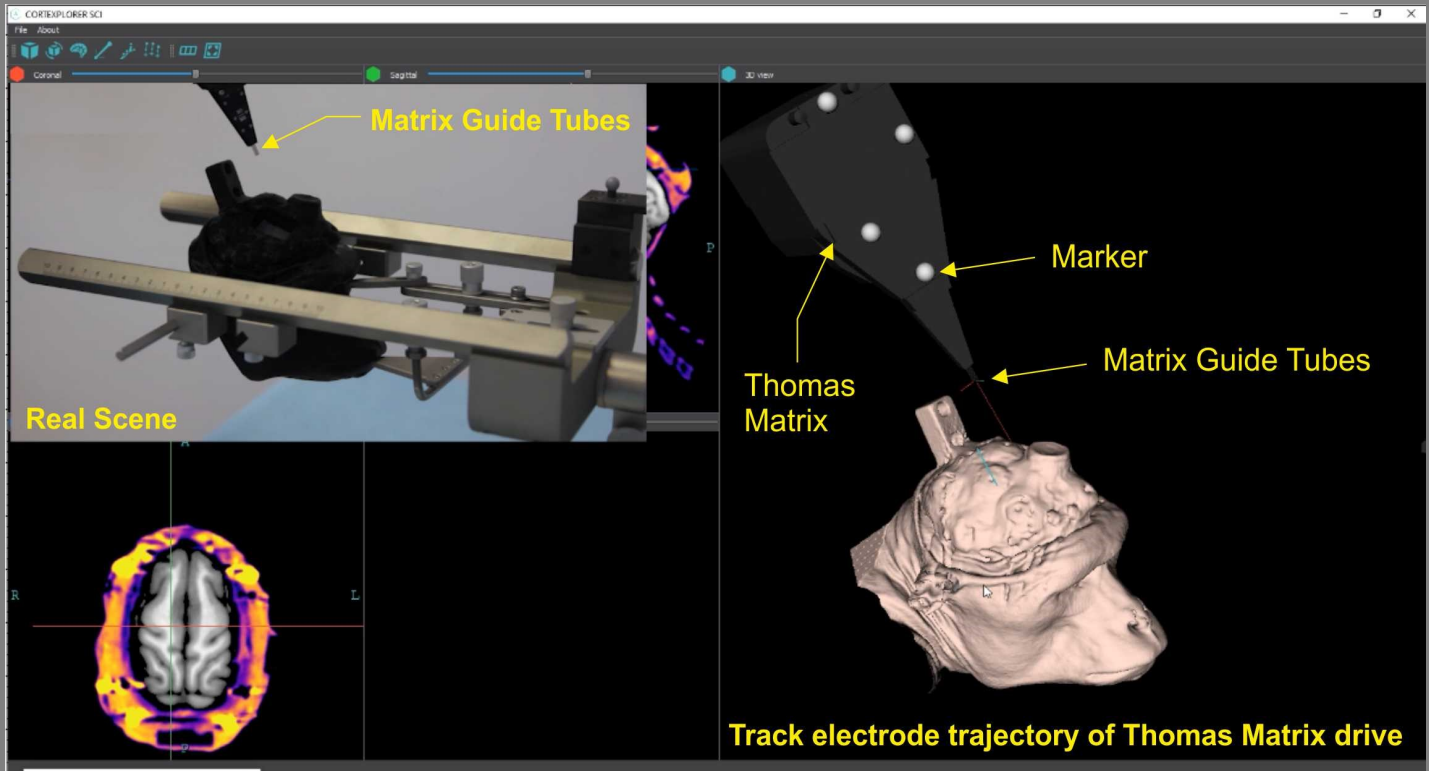 CORTEXPLORER SCI
File About
Coronal
Sagittal
3D view
Matrix Guide Tubes
P
Marker
Thomas
Matrix
Matrix Guide Tubes
Real Scene
A
R
L
Track electrode trajectory of Thomas Matrix drive